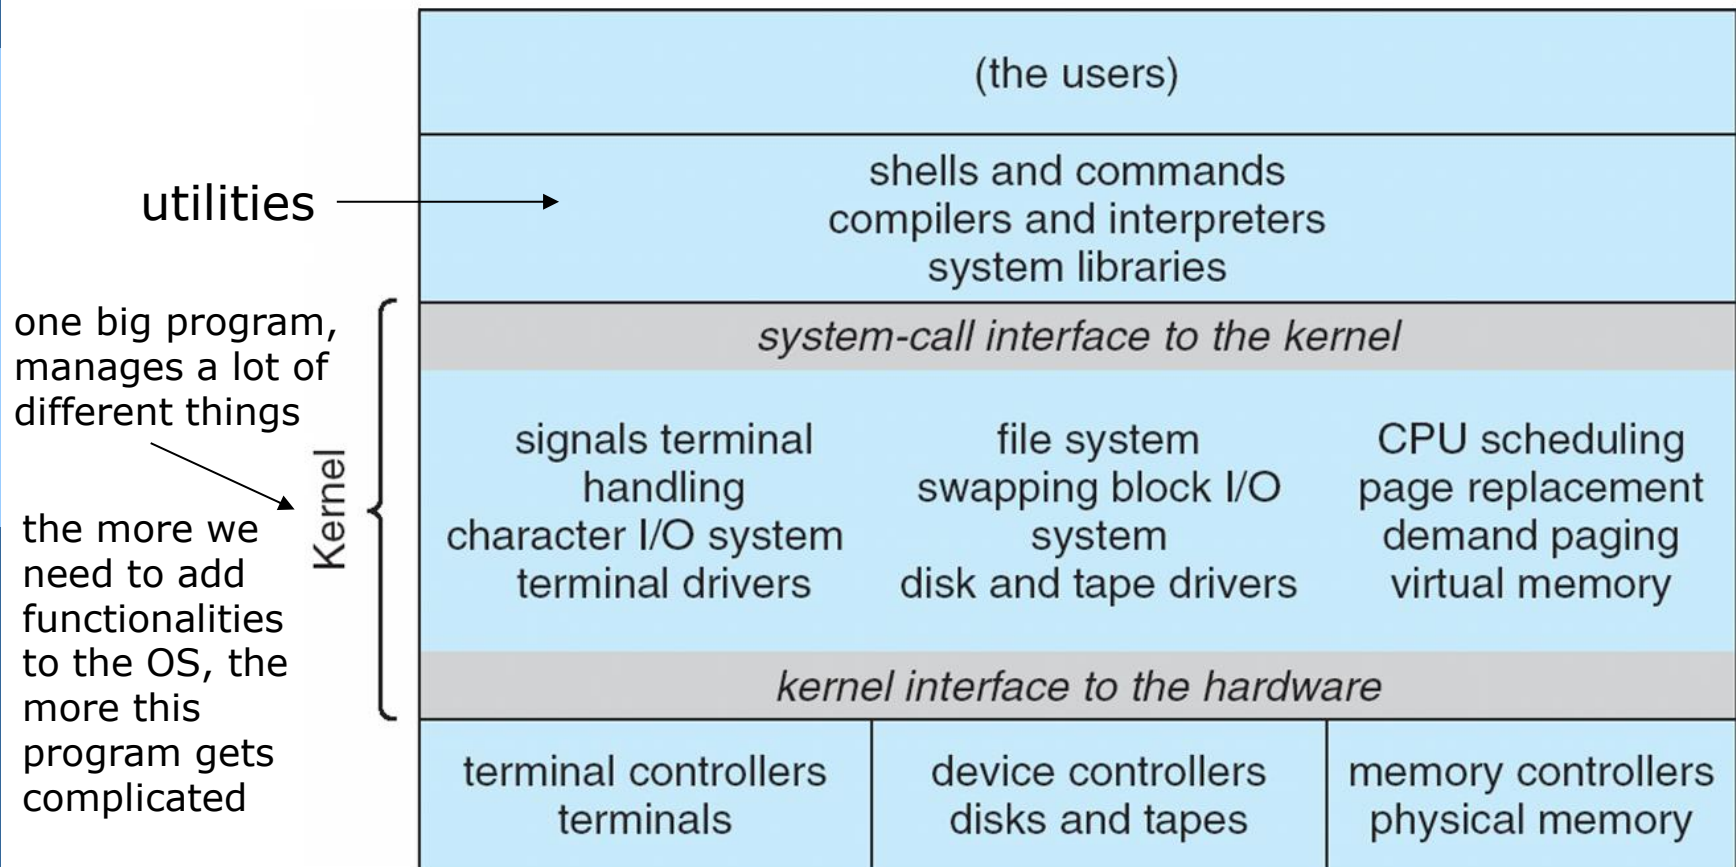 (the users)
utilities
shells and commands
compilers and interpreters
system libraries
one big program,
manages a lot of
different things
the more we
need to add
functionalities
to the OS, the
more this
program gets
complicated
Kernel
system-call interface to the kernel
signals terminal
handling
character I/O system
terminal drivers
file system
swapping block I/O
system
disk and tape drivers
CPU scheduling
page replacement
demand paging
virtual memory
kernel interface to the hardware
terminal controllers
terminals
device controllers
disks and tapes
memory controllers
physical memory